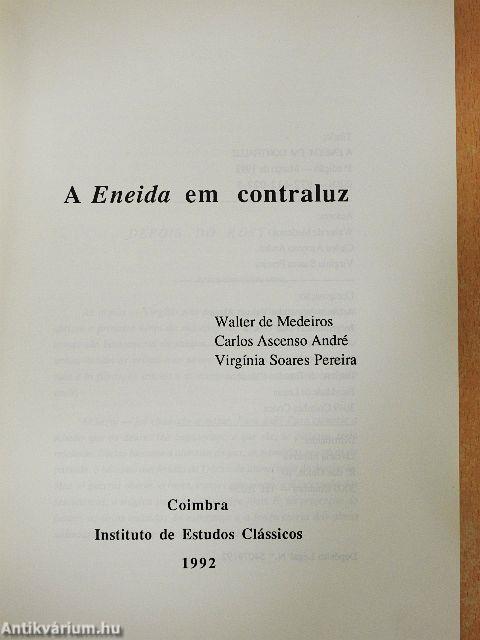 A Eneida em contraluz
Walter de Medeiros
Carlos Ascenso André
Virgínia Soares Pereira
Coimbra
Instituto de Estudos Clássicos
1992
Antikvárium.hu